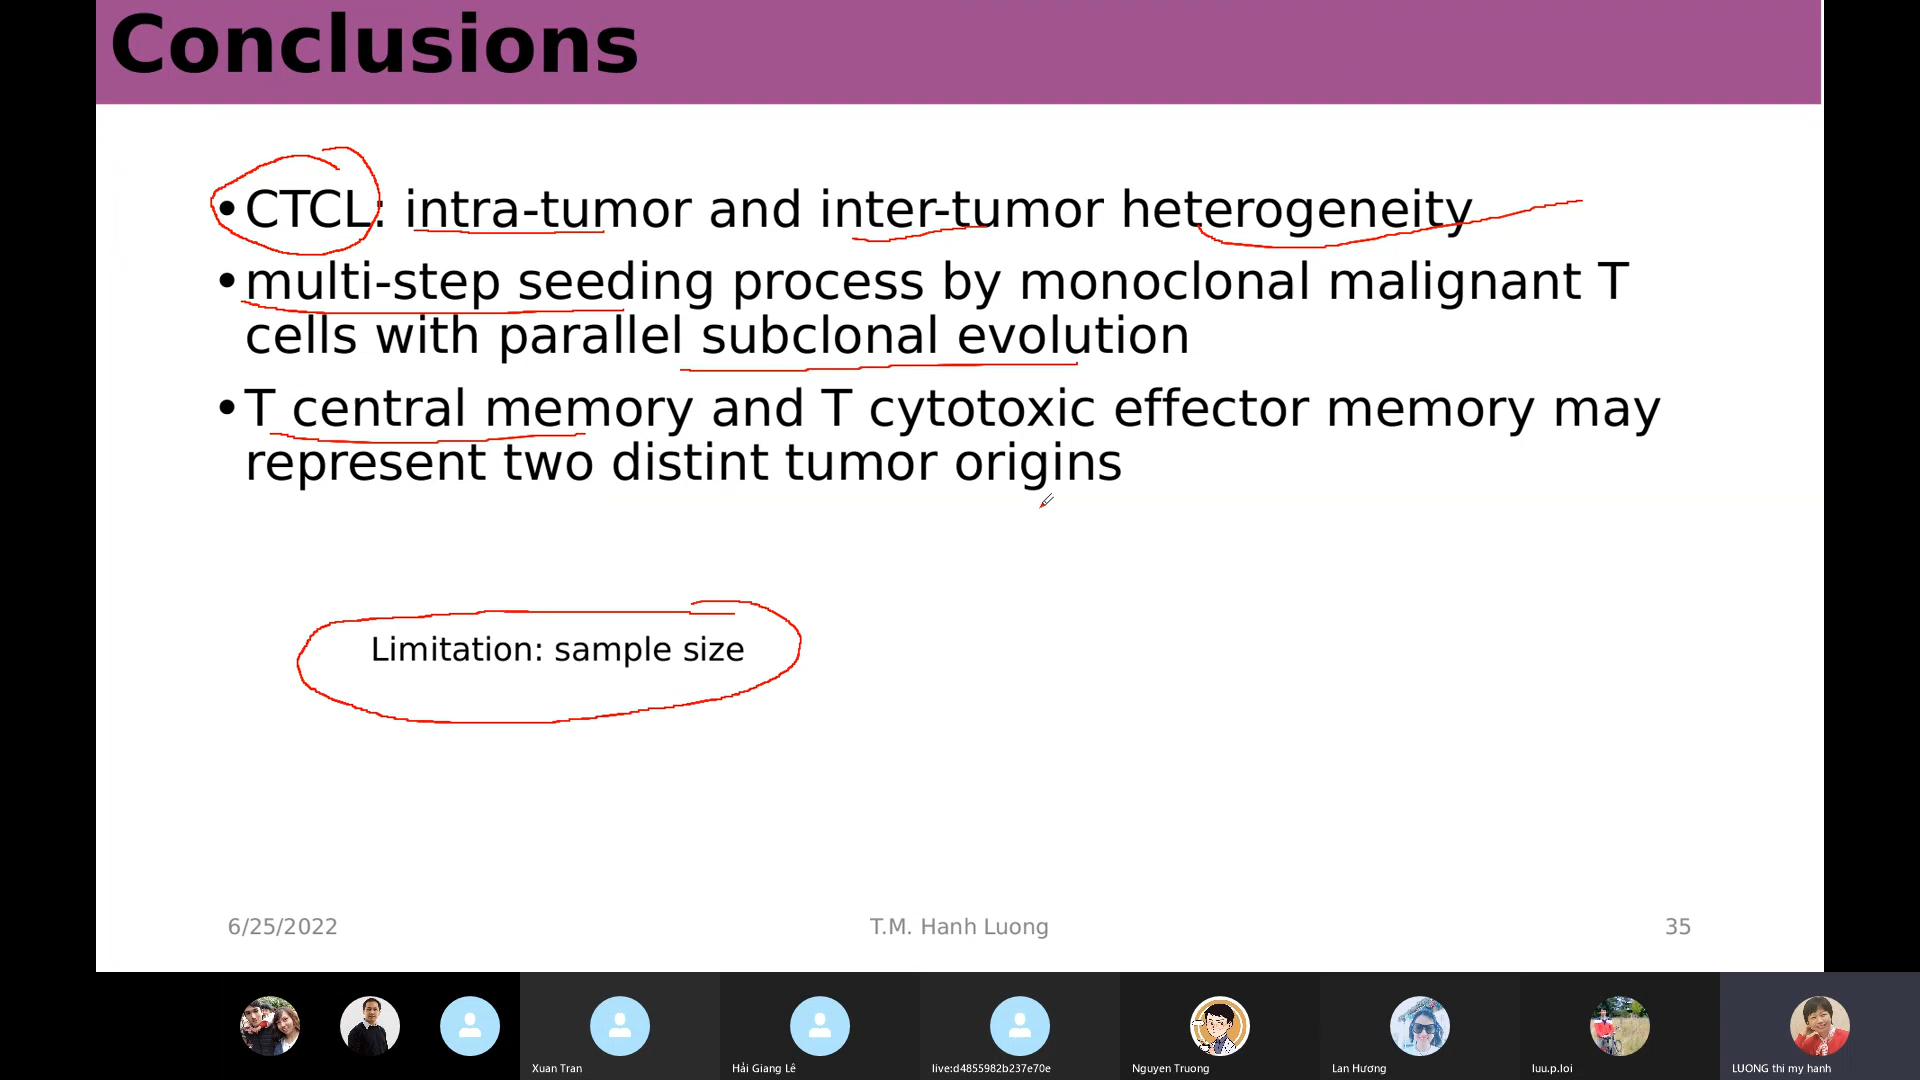 Conclusions
•CTCL: intra-tumor and inter-tumor heterogeneity
•multi-step seeding process by monoclonal malignant T
cells with parallel subclonal evolution
•T central memory and T cytotoxic effector memory may
represent two distint tumor origins
Limitation: sample size
6/25/2022 T.M. Hanh Luong 35
Xuan Tran Hải Giang Lê live:d4855982b237e70e Nguyen Truong Lan Hương luu.p.loi LUONG thi my hanh